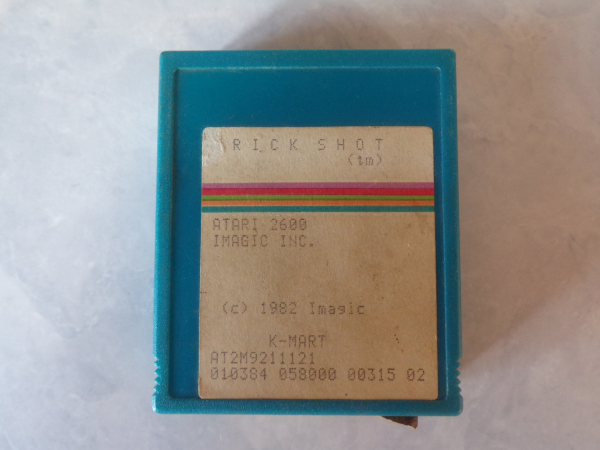 RICK SHOT
(tm)
ATARI 2600
IMAGIC INC.
(c) 1982 Imagic
K-MART
AT2M9211121
010384 058000 00315 02